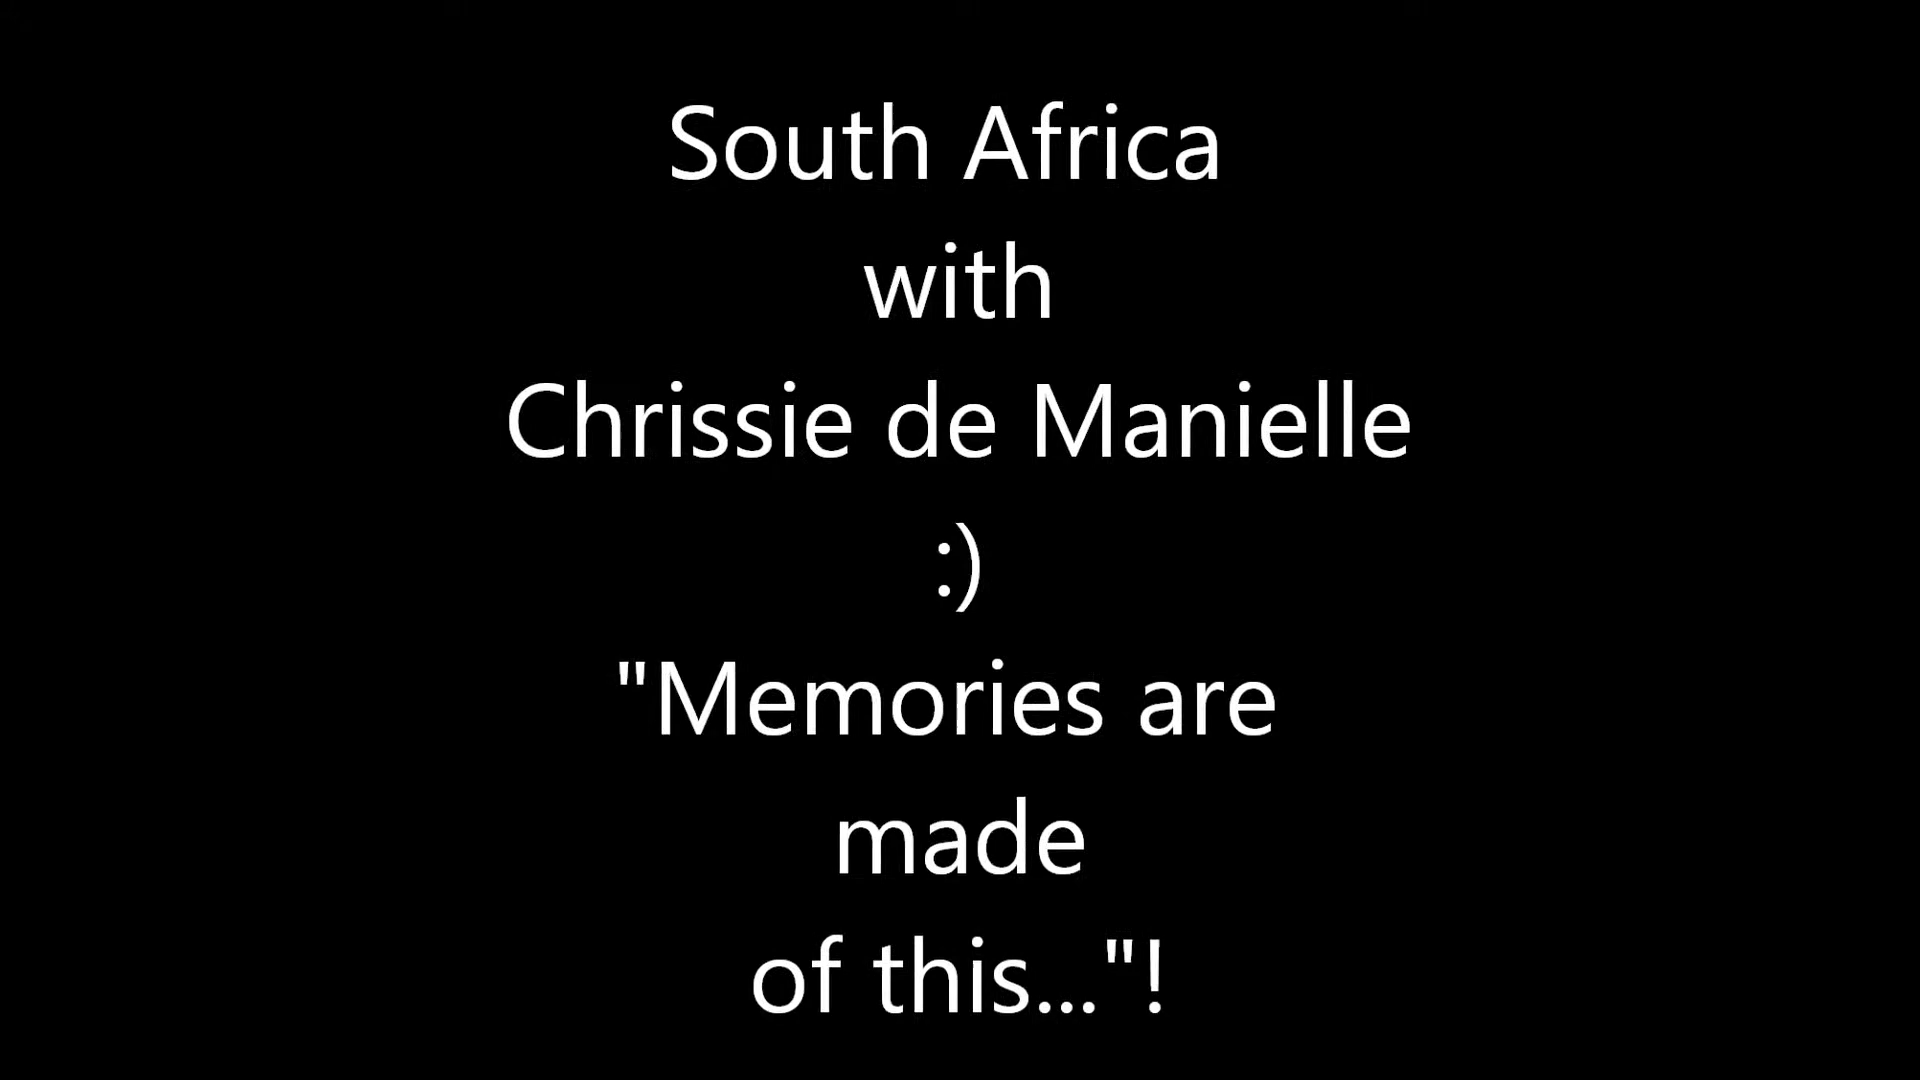 South Africa
with
Chrissie de Manielle
:)
"Memories are
made
of this..."!